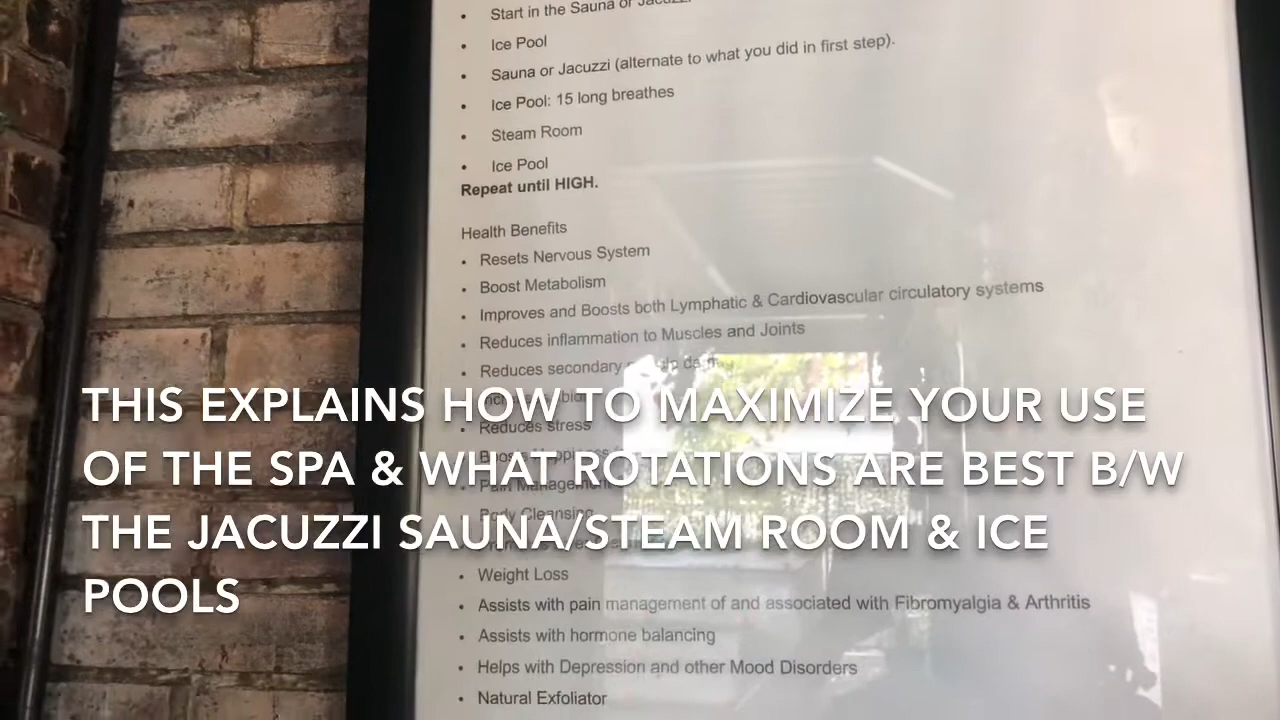 • Start in the Sauna or Jacuzzi
• Ice Pool
• Sauna or Jacuzzi (alternate to what you did in first step).
• Ice Pool: 15 long breathes
• Steam Room
• Ice Pool
Repeat until HIGH.
Health Benefits
• Resets Nervous System
• Boost Metabolism
• Improves and Boosts both Lymphatic & Cardiovascular circulatory systems
• Reduces inflammation to Muscles and Joints
• Reduces secondary
• Reduces stress
• Pain Management
• Body Cleansing
• Weight Loss
• Assists with pain management of and associated with Fibromyalgia & Arthritis
• Assists with hormone balancing
• Helps with Depression and other Mood Disorders
• Natural Exfoliator
THIS EXPLAINS HOW TO MAXIMIZE YOUR USE
OF THE SPA & WHAT ROTATIONS ARE BEST B/W
THE JACUZZI SAUNA/STEAM ROOM & ICE
POOLS